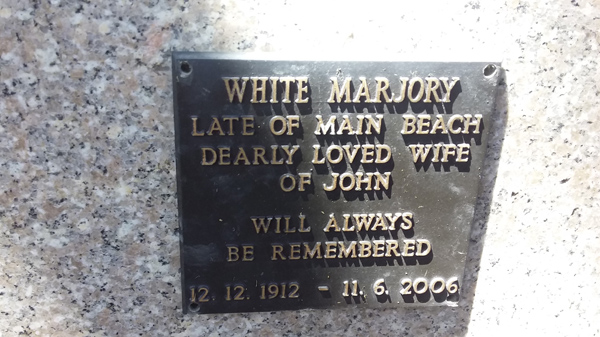 WHITE MARJORY
LATE OF MAIN BEACH
DEARLY LOVED WIFE
OF JOHN
WILL ALWAYS
BE REMEMBERED
12. 12. 1912 - 11. 6. 2006